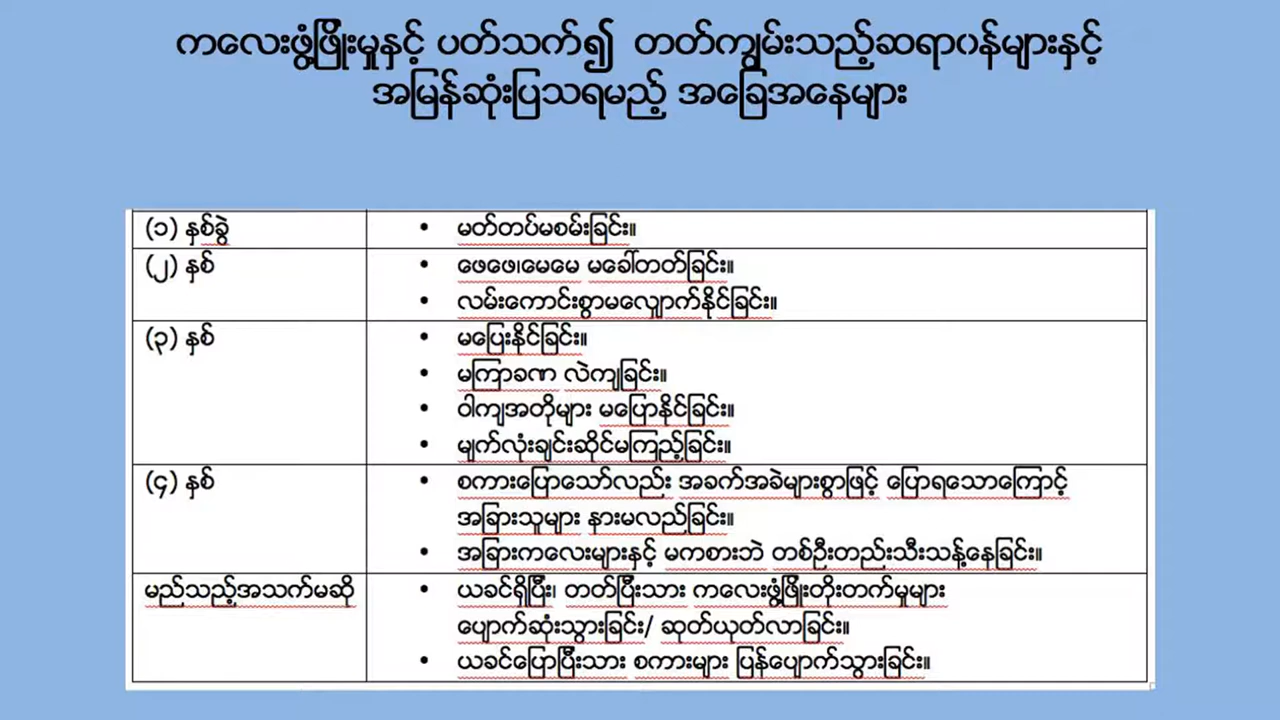 ကလေးဖွံ့ဖြိုးမှုနှင့် ပတ်သက်၍ တတ်ကျွမ်းသည့်ဆရာဝန်များနှင့်
အမြန်ဆုံးပြသရမည့် အခြေအနေများ
(၁) နှစ်ခွဲ
• မတ်တပ်မစမ်းခြင်း။
(၂) နှစ်
• ဖေဖေ၊မေမေ မခေါ်တတ်ခြင်း။
• လမ်းကောင်းစွာမလျှောက်နိုင်ခြင်း။
(၃) နှစ်
• မပြေးနိုင်ခြင်း။
• မကြာခဏ လဲကျခြင်း။
• ဝါကျအတိုများ မပြောနိုင်ခြင်း။
• မျက်လုံးချင်းဆိုင်မကြည့်ခြင်း။
(၄) နှစ်
• စကားပြောသော်လည်း အခက်အခဲများစွာဖြင့် ပြောရသောကြောင့်
အခြားသူများ နားမလည်ခြင်း။
• အခြားကလေးများနှင့် မကစားဘဲ တစ်ဦးတည်းသီးသန့်နေခြင်း။
မည်သည့်အသက်မဆို
• ယခင်ရှိပြီး၊ တတ်ပြီးသား ကလေးဖွံ့ဖြိုးတိုးတက်မှုများ
ပျောက်ဆုံးသွားခြင်း/ ဆုတ်ယုတ်လာခြင်း။
• ယခင်ပြောပြီးသား စကားများ ပြန်ပျောက်သွားခြင်း။